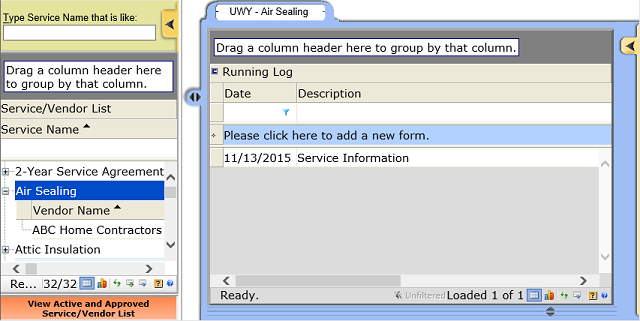 Type Service Name that is like:
Drag a column header here
to group by that column.
Service/Vendor List
Service Name
2-Year Service Agreement
Air Sealing
Vendor Name
ABC Home Contractors
Attic Insulation
Re... 32/32
View Active and Approved
Service/Vendor List
UWY - Air Sealing
Drag a column header here to group by that column.
Running Log
Date Description
Please click here to add a new form.
11/13/2015 Service Information
Ready. Unfiltered Loaded 1 of 1